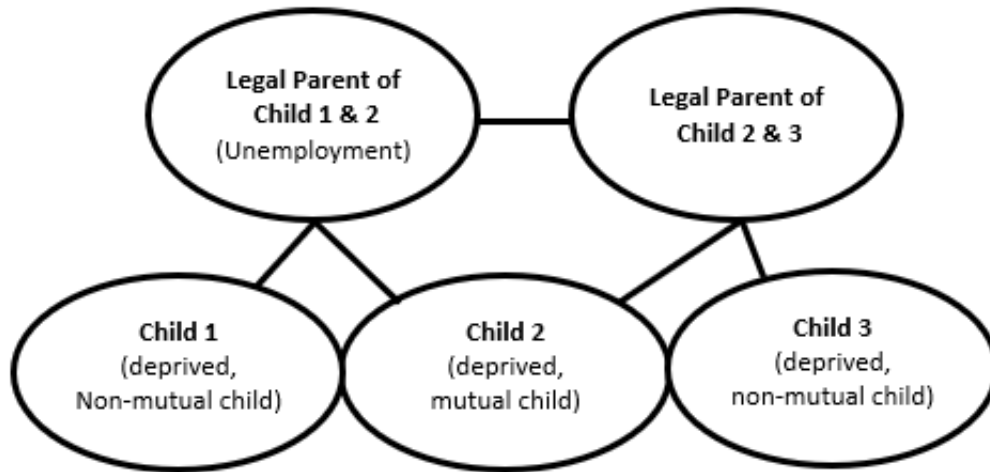 Legal Parent of
Child 1 & 2
(Unemployment)
Legal Parent of
Child 2 & 3
Child 1
(deprived,
Non-mutual child)
Child 2
(deprived,
mutual child)
Child 3
(deprived,
non-mutual child)